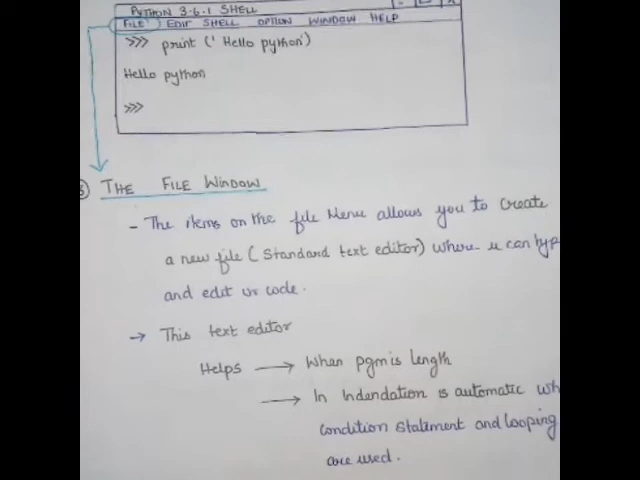 PYTHON 3.6.1 SHELL
FILE EDIT SHELL OPTION WINDOW HELP
>>> print (' Hello python')
Hello python
>>>
THE FILE WINDOW
- The items on the file Menu allows you to create
a new file ( Standard text editor) where u can typ
and edit ur code.
→ This text editor
Helps → When pgm is length
→ In Indendation is automatic wh
condition statement and looping
are used.